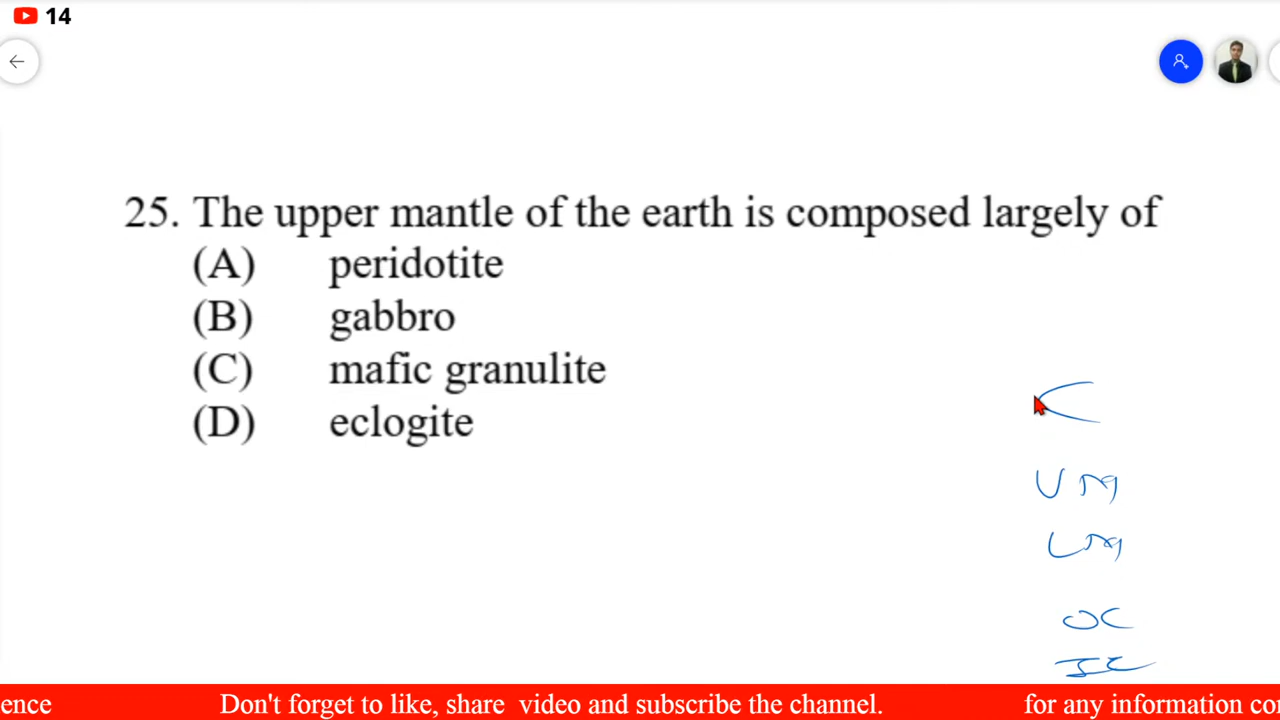 14
25. The upper mantle of the earth is composed largely of
(A) peridotite
(B) gabbro
(C) mafic granulite
(D) eclogite
C
UM
LM
OC
IC
ence Don't forget to like, share video and subscribe the channel. for any information co